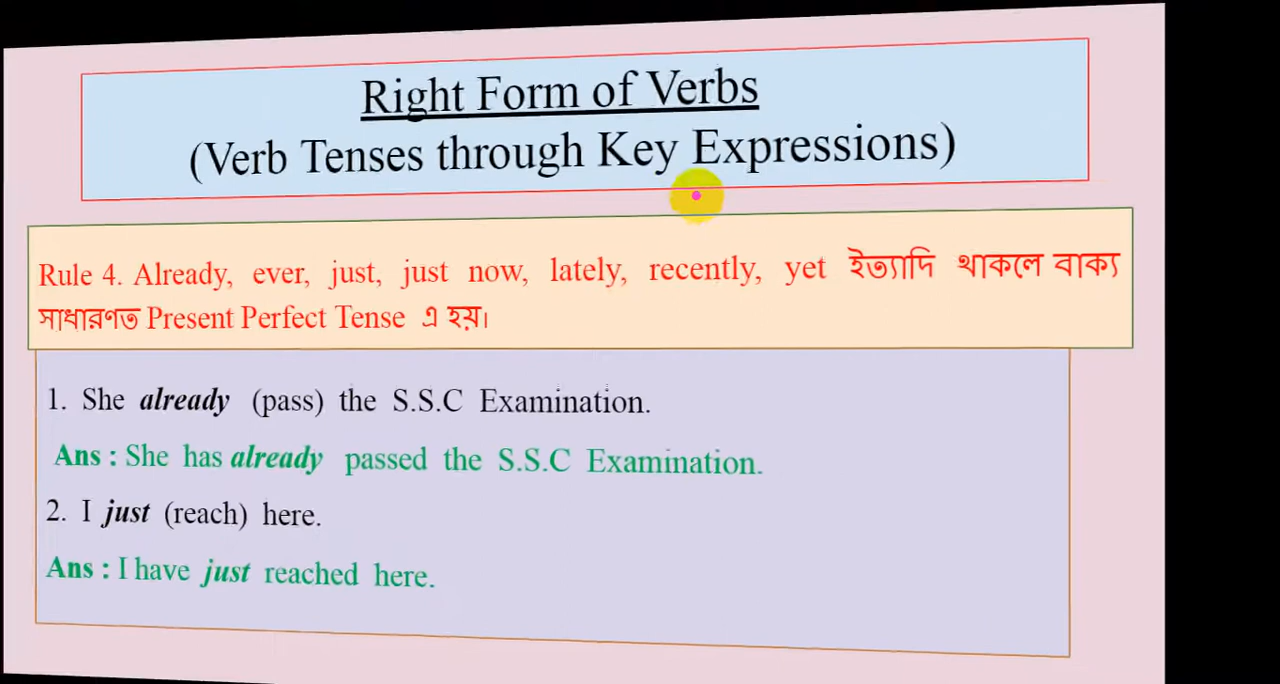 Right Form of Verbs
(Verb Tenses through Key Expressions)
Rule 4. Already, ever, just, just now, lately, recently, yet ইত্যাদি থাকলে বাক্য
সাধারণত Present Perfect Tense এ হয়।
1. She already (pass) the S.S.C Examination.
Ans : She has already passed the S.S.C Examination.
2. I just (reach) here.
Ans : I have just reached here.